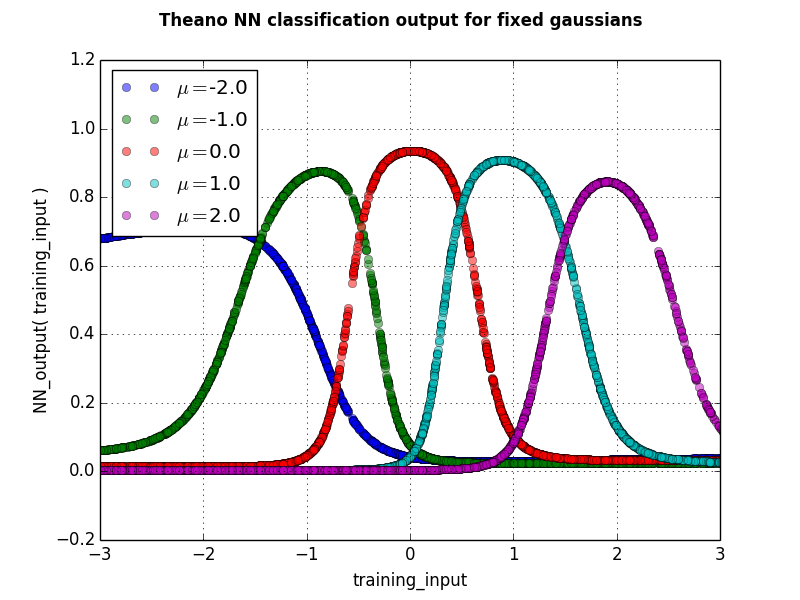 Theano NN classification output for fixed gaussians
1.2
1.0
0.8
0.6
0.4
0.2
0.0
−0.2
NN_output( training_input )
μ=-2.0
μ=-1.0
μ=0.0
μ=1.0
μ=2.0
−3 −2 −1 0 1 2 3
training_input